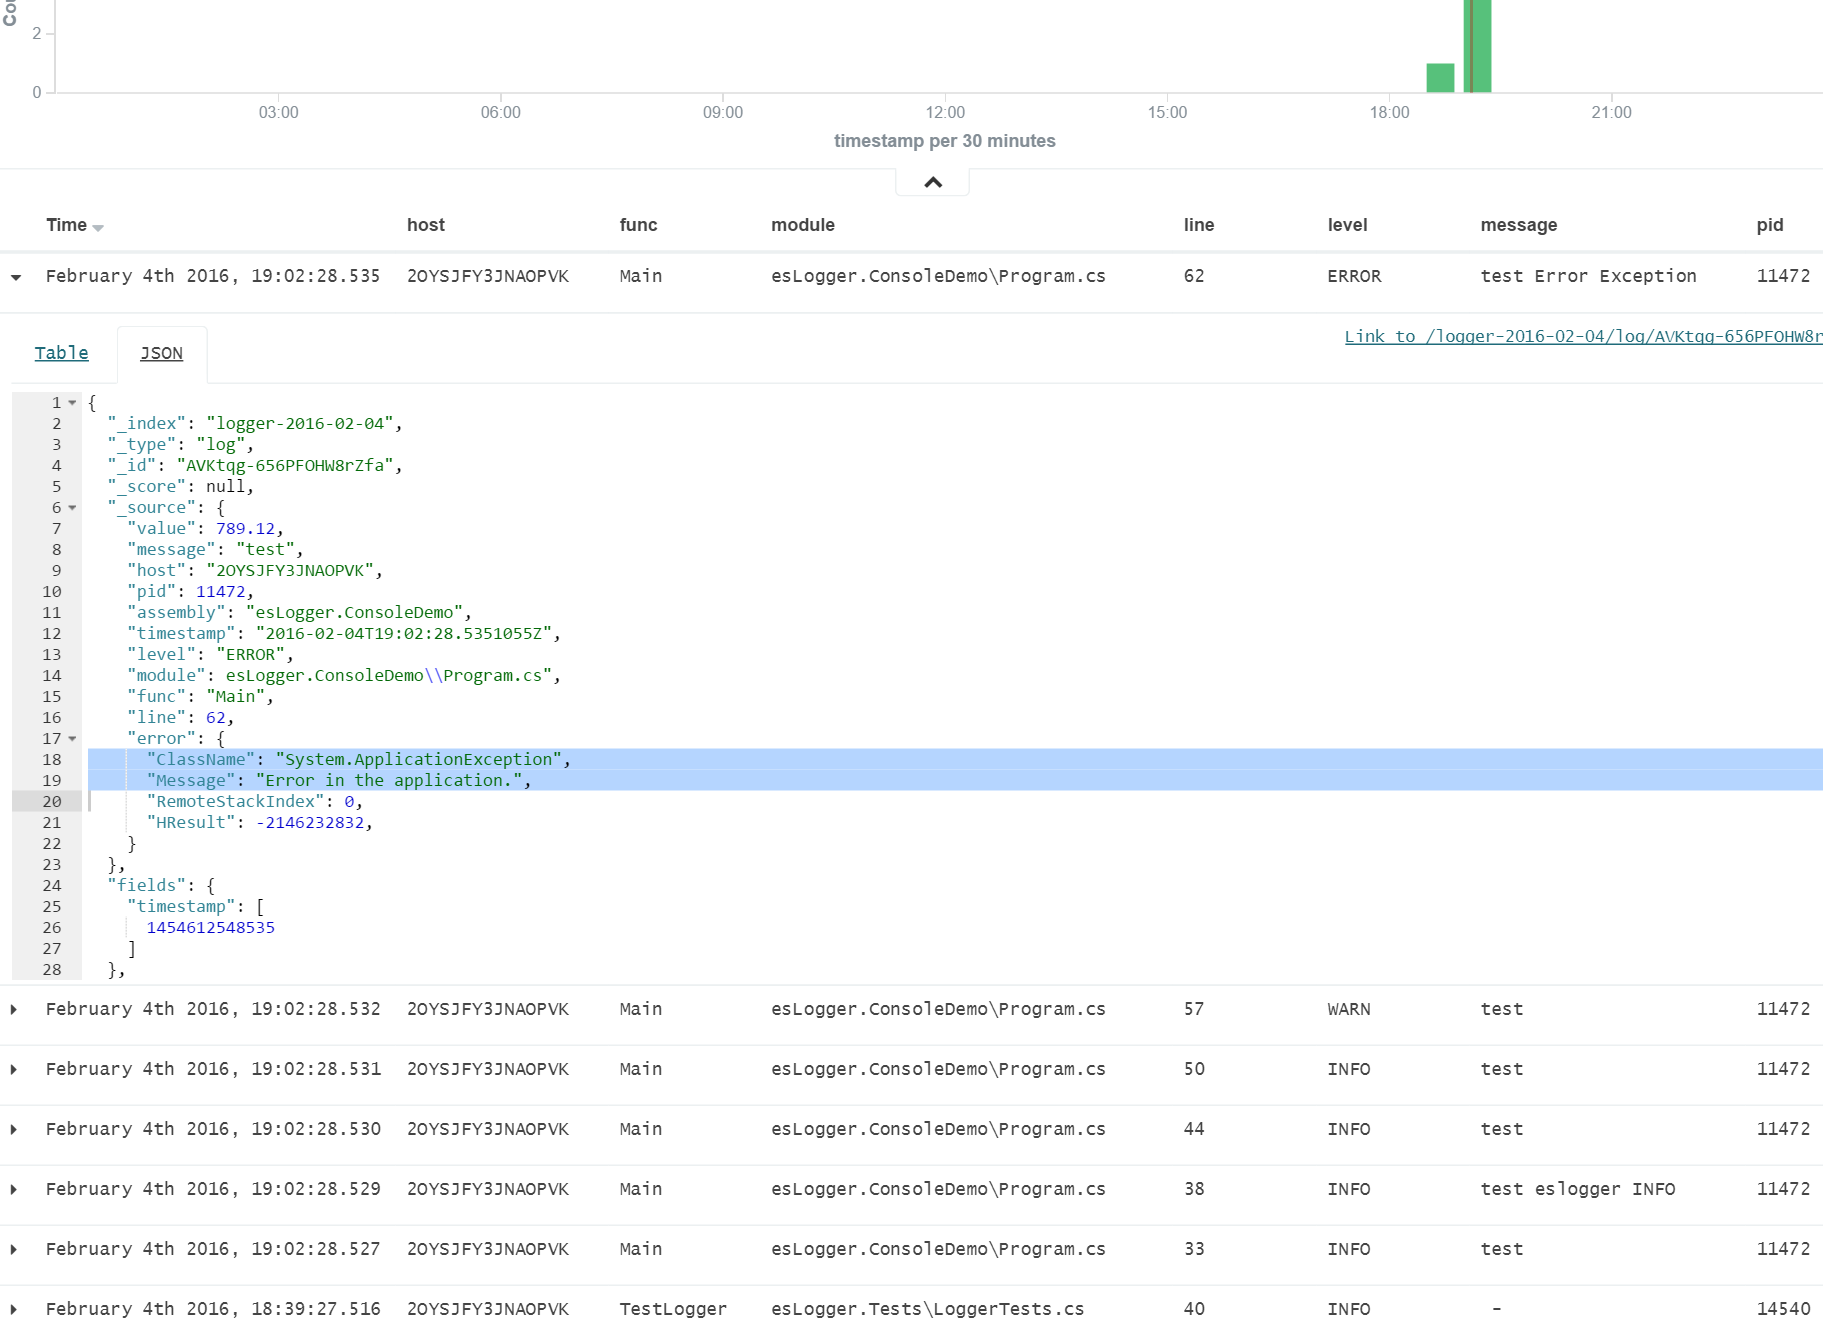 Cou
2
0
03:00 06:00 09:00 12:00 15:00 18:00 21:00
timestamp per 30 minutes
Time host func module line level message pid
February 4th 2016, 19:02:28.535 2OYSJFY3JNAOPVK Main esLogger.ConsoleDemo\Program.cs 62 ERROR test Error Exception 11472
Link to /logger-2016-02-04/log/AVKtqg-656PFOHW8r
Table JSON
1 {
2 "_index": "logger-2016-02-04",
3 "_type": "log",
4 "_id": "AVKtqg-656PFOHW8rZfa",
5 "_score": null,
6 "_source": {
7 "value": 789.12,
8 "message": "test",
9 "host": "2OYSJFY3JNAOPVK",
10 "pid": 11472,
11 "assembly": "esLogger.ConsoleDemo",
12 "timestamp": "2016-02-04T19:02:28.5351055Z",
13 "level": "ERROR",
14 "module": esLogger.ConsoleDemo\\Program.cs",
15 "func": "Main",
16 "line": 62,
17 "error": {
18 "ClassName": "System.ApplicationException",
19 "Message": "Error in the application.",
20 "RemoteStackIndex": 0,
21 "HResult": -2146232832,
22 }
23 },
24 "fields": {
25 "timestamp": [
26 1454612548535
27 ]
28 },
February 4th 2016, 19:02:28.532 2OYSJFY3JNAOPVK Main esLogger.ConsoleDemo\Program.cs 57 WARN test 11472
February 4th 2016, 19:02:28.531 2OYSJFY3JNAOPVK Main esLogger.ConsoleDemo\Program.cs 50 INFO test 11472
February 4th 2016, 19:02:28.530 2OYSJFY3JNAOPVK Main esLogger.ConsoleDemo\Program.cs 44 INFO test 11472
February 4th 2016, 19:02:28.529 2OYSJFY3JNAOPVK Main esLogger.ConsoleDemo\Program.cs 38 INFO test eslogger INFO 11472
February 4th 2016, 19:02:28.527 2OYSJFY3JNAOPVK Main esLogger.ConsoleDemo\Program.cs 33 INFO test 11472
February 4th 2016, 18:39:27.516 2OYSJFY3JNAOPVK TestLogger esLogger.Tests\LoggerTests.cs 40 INFO - 14540